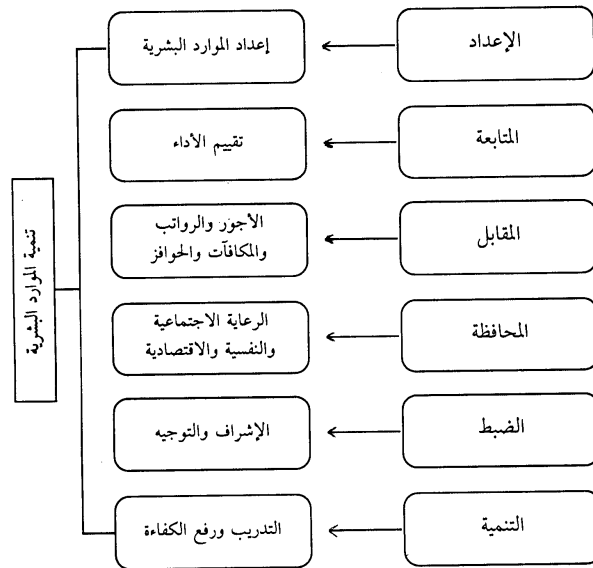 الإعداد
إعداد الموارد البشرية
المتابعة
تقييم الأداء
المقابل
الأجور والرواتب
والمكافآت والحوافز
المحافظة
الرعاية الاجتماعية
والنفسية والاقتصادية
الضبط
الإشراف والتوجيه
التنمية
التدريب ورفع الكفاءة
تنمية الموارد البشرية